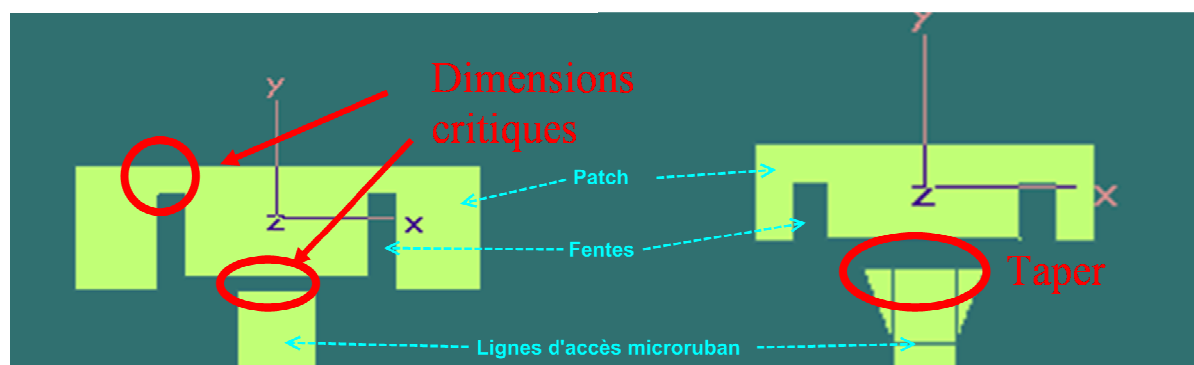 Dimensions
critiques
y
z
x
y
z
x
Patch
Fentes
Taper
Lignes d'accès microruban